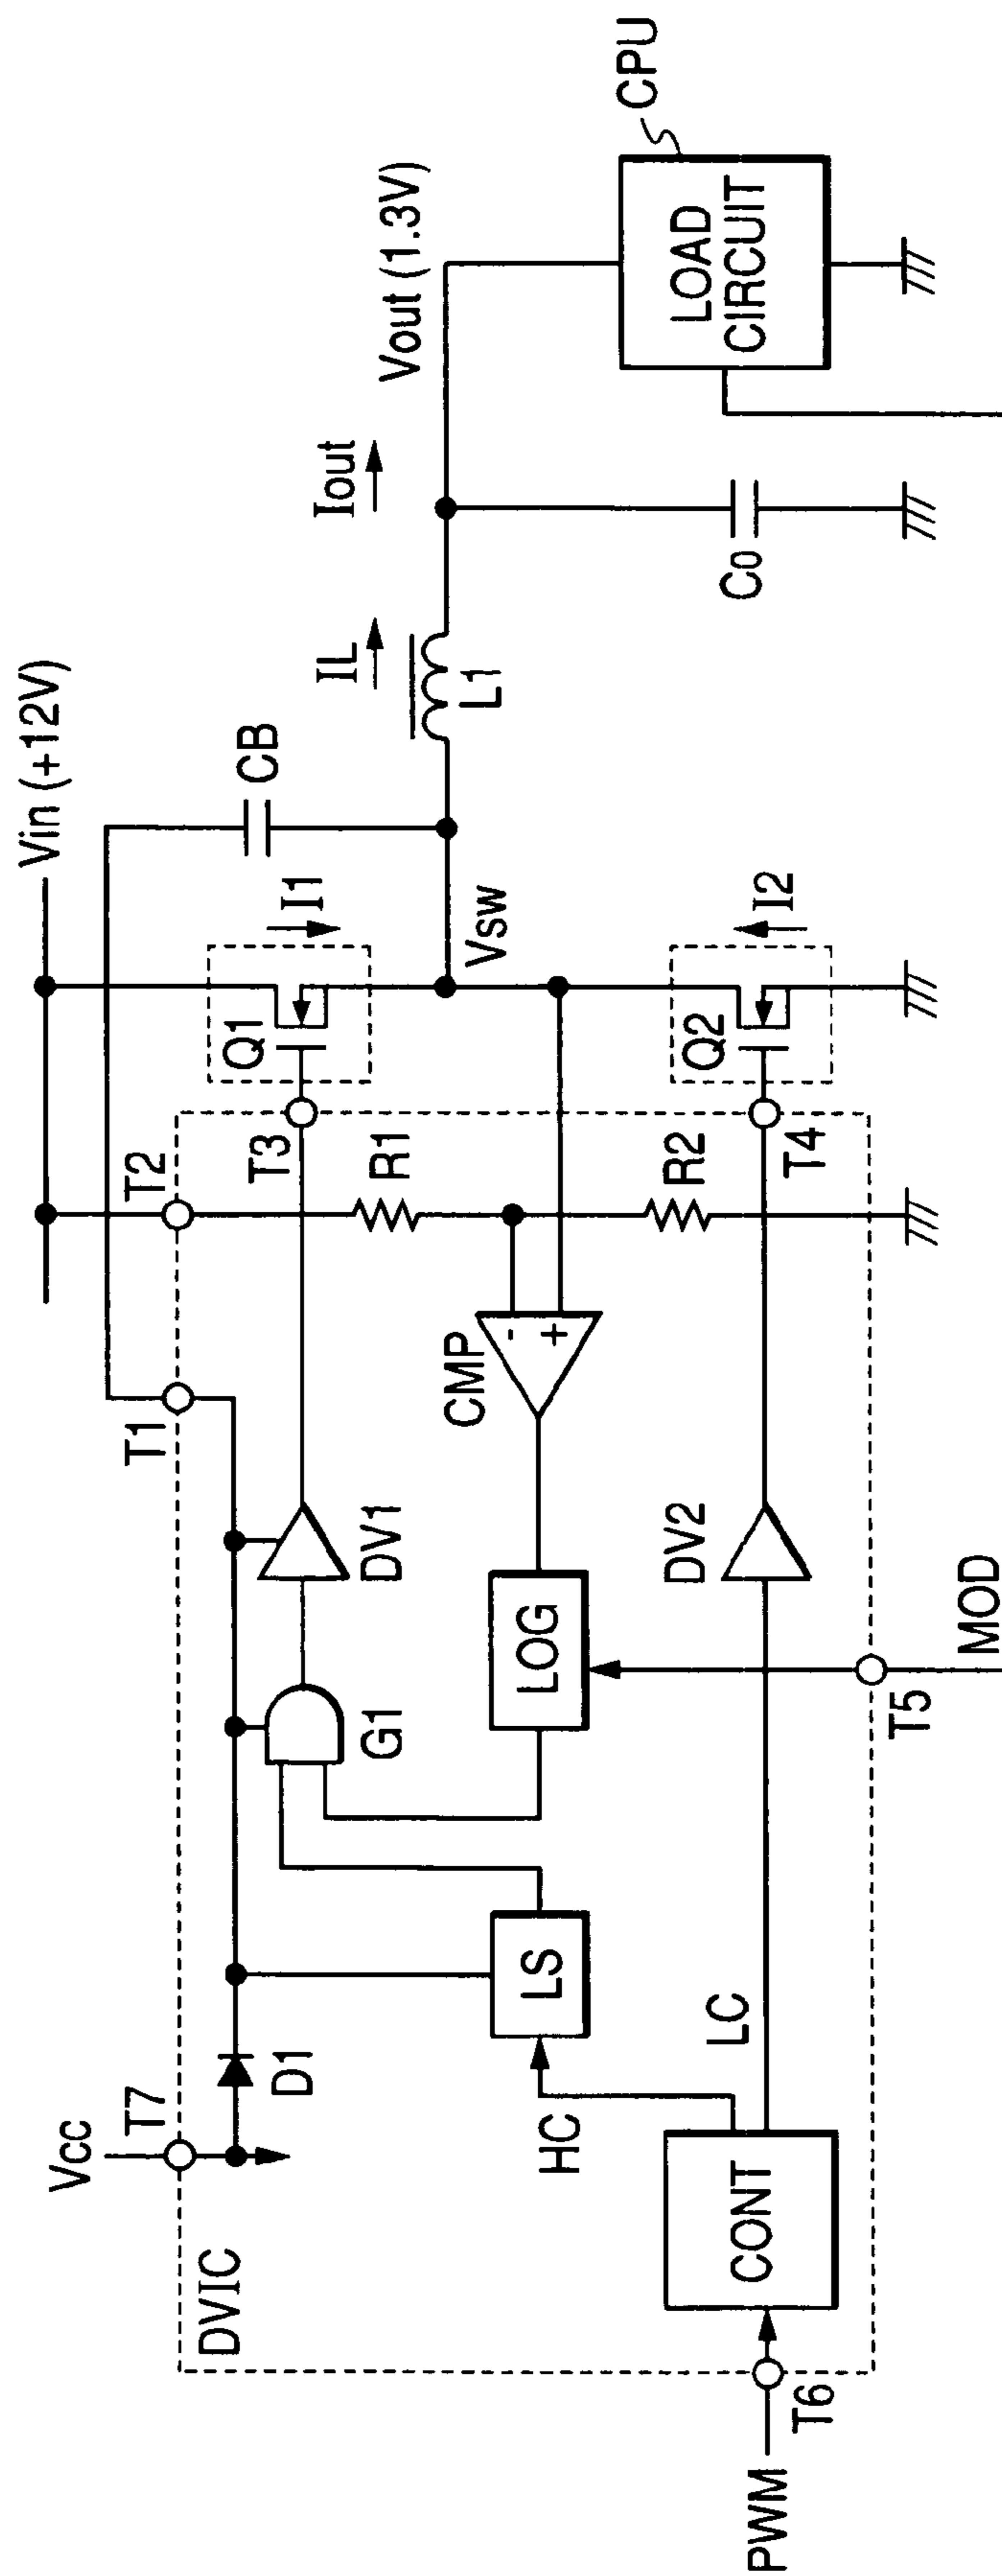 Vin (+12V)
Vcc
T7
T1
T2
CB
DVIC
D1
G1
DV1
T3
Q1
I1
R1
IL
Iout
Vout (1.3V)
L1
Vsw
HC
LS
LOG
CMP
-
+
R2
LC
DV2
T4
Q2
I2
C0
LOAD
CIRCUIT
CPU
PWM
T6
CONT
T5
MOD